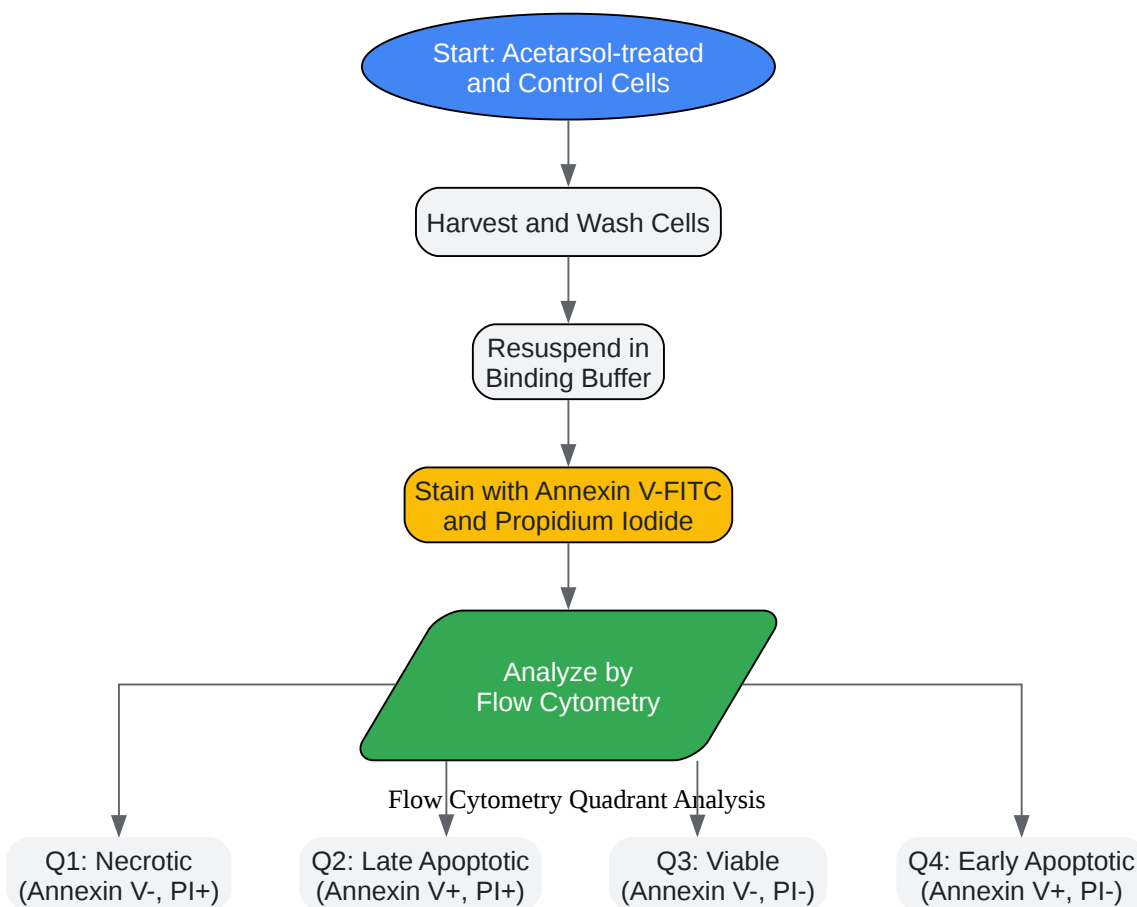 Start: Acetarsol-treated
and Control Cells
Harvest and Wash Cells
Resuspend in
Binding Buffer
Stain with Annexin V-FITC
and Propidium Iodide
Analyze by
Flow Cytometry
Flow Cytometry Quadrant Analysis
Q1: Necrotic
(Annexin V-, PI+)
Q2: Late Apoptotic
(Annexin V+, PI+)
Q3: Viable
(Annexin V-, PI-)
Q4: Early Apoptotic
(Annexin V+, PI-)